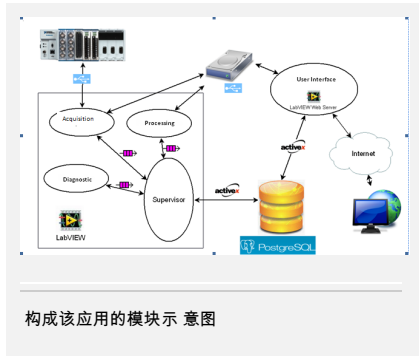 User Interface
LabVIEW Web Server
Acquisition
Processing
activex
Internet
Diagnostic
Supervisor
activex
LabVIEW
PostgreSQL
构成该应用的模块示 意图